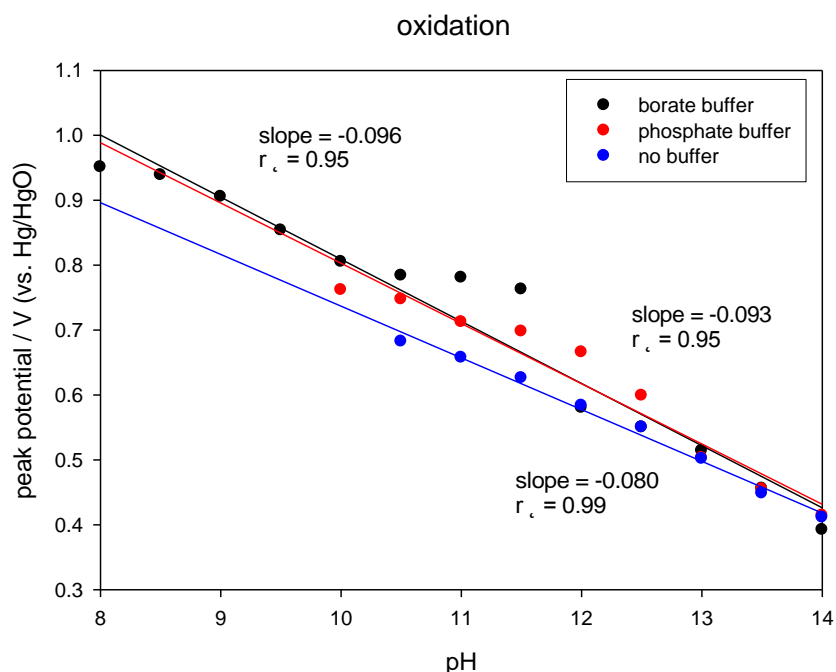 oxidation
1.1
1.0
0.9
0.8
0.7
0.6
0.5
0.4
0.3
peak potential / V (vs. Hg/HgO)
borate buffer
phosphate buffer
no buffer
slope = -0.096
r = 0.95
slope = -0.093
r = 0.95
slope = -0.080
r = 0.99
8 9 10 11 12 13 14
pH